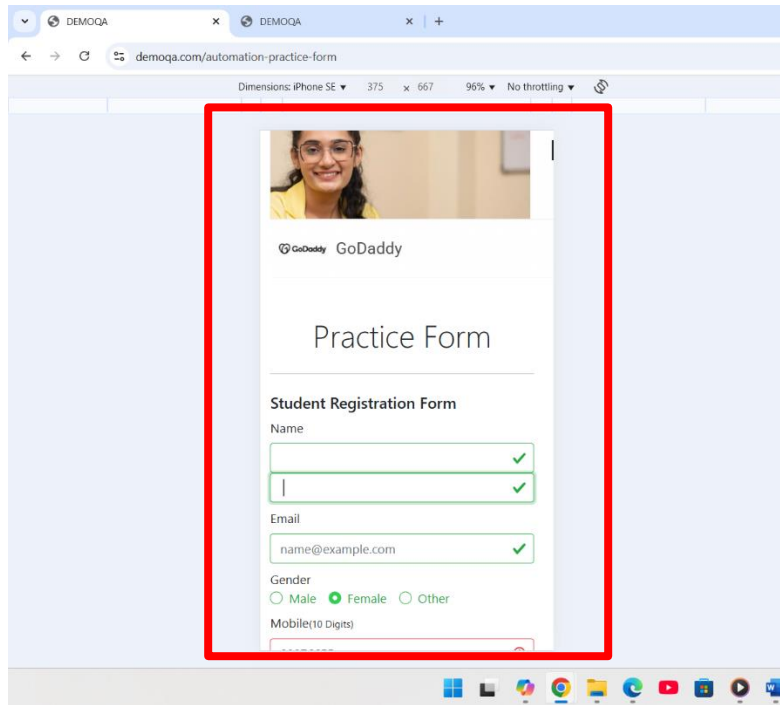 DEMOQA
DEMOQA
demoqa.com/automation-practice-form
Dimensions: iPhone SE ▼ 375 x 667 96% ▼ No throttling ▼
GoDaddy GoDaddy
Practice Form
Student Registration Form
Name
Email
name@example.com
Gender
Male Female Other
Mobile(10 Digits)